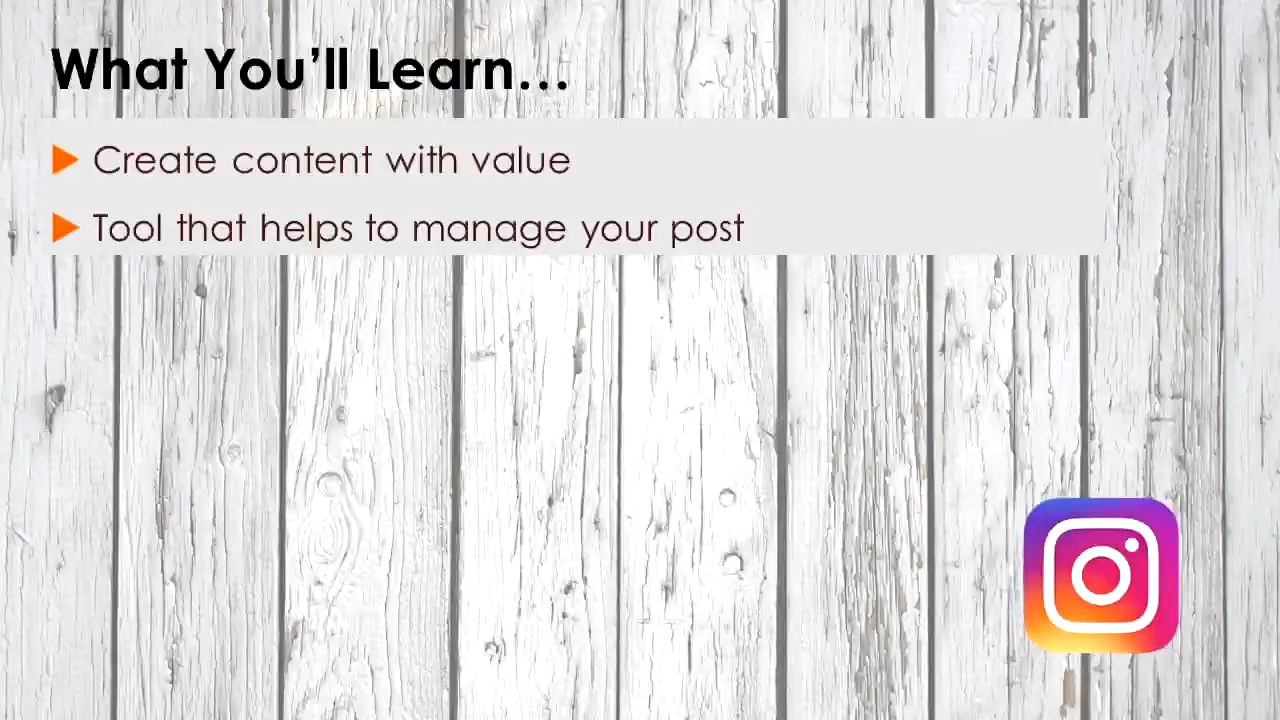 What You’ll Learn…
Create content with value
Tool that helps to manage your post